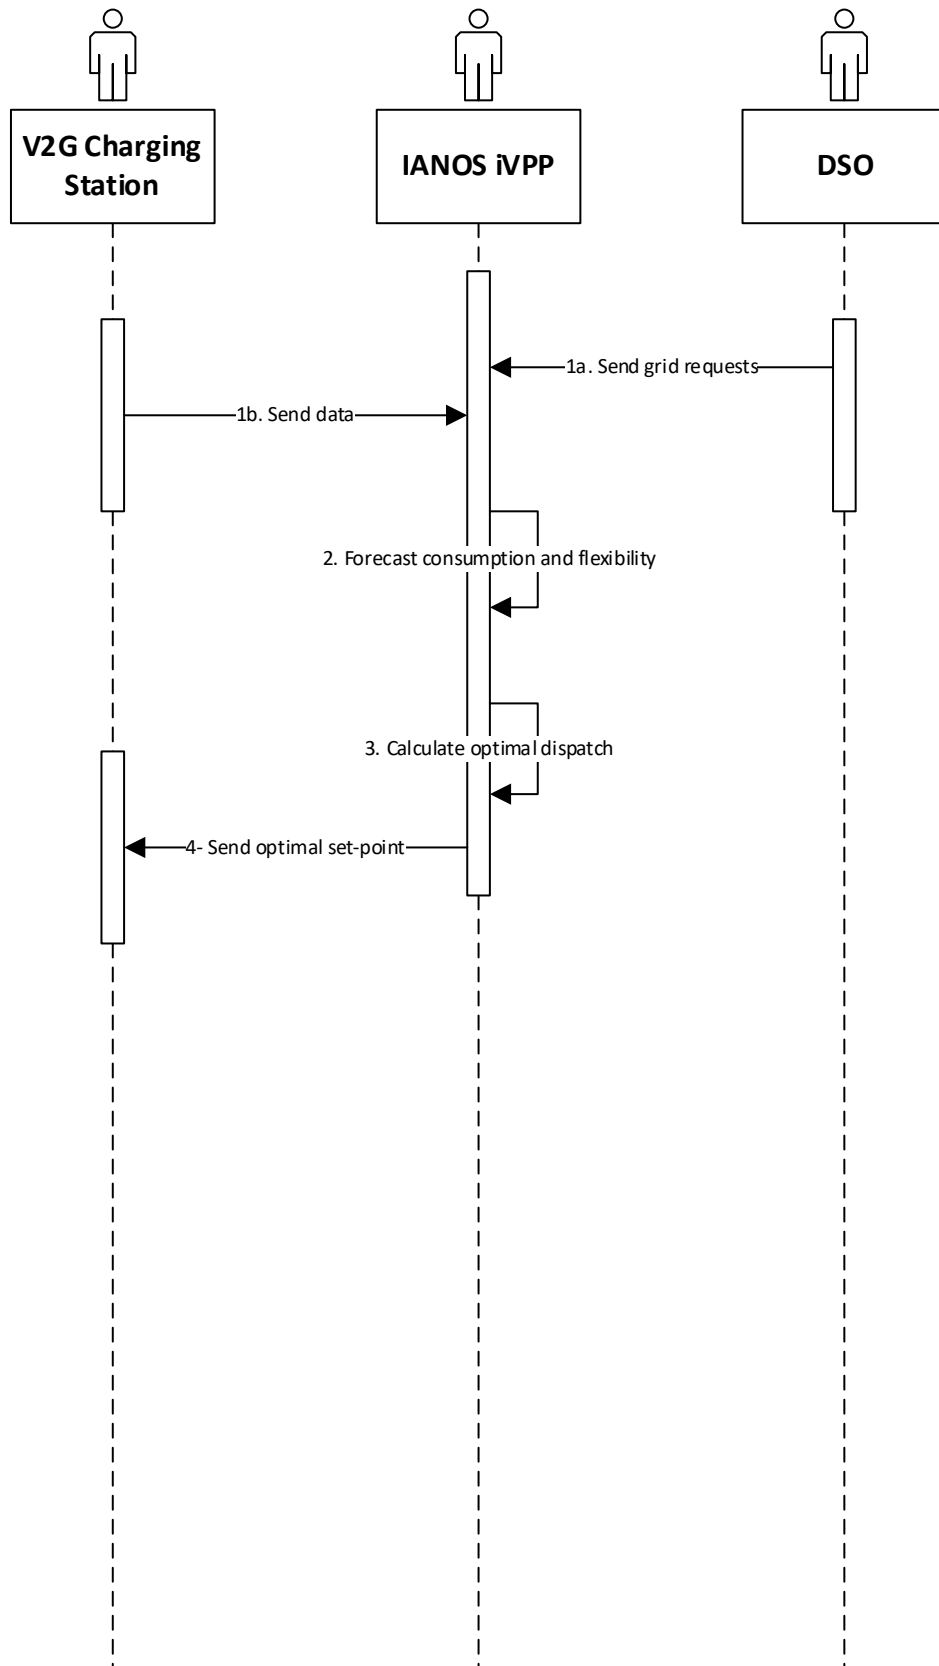 V2G Charging
Station
IANOS iVPP
DSO
1a. Send grid requests
1b. Send data
2. Forecast consumption and flexibility
3. Calculate optimal dispatch
4- Send optimal set-point